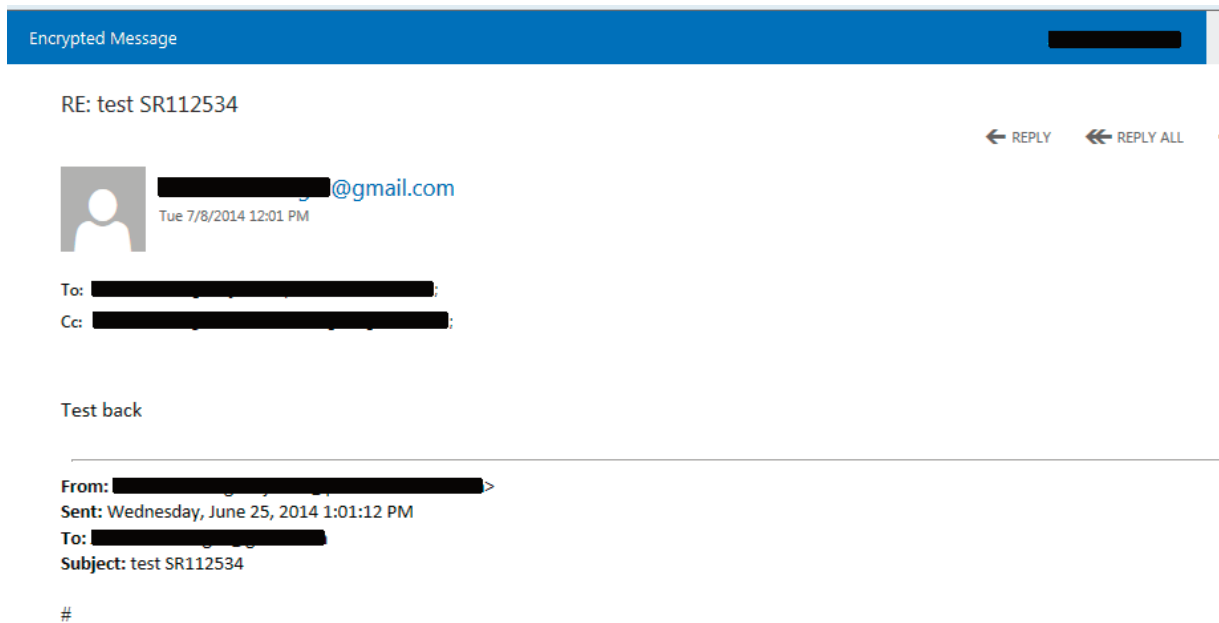 Encrypted Message
RE: test SR112534
REPLY REPLY ALL
@gmail.com
Tue 7/8/2014 12:01 PM
To: ;
Cc: ;
Test back
From: >
Sent: Wednesday, June 25, 2014 1:01:12 PM
To:
Subject: test SR112534
#